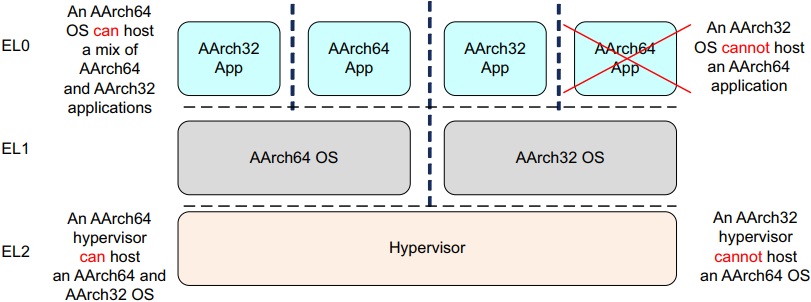 An AArch64
OS can host
a mix of
AArch64
and AArch32
applications
EL0
AArch32
App
AArch64
App
AArch32
App
AArch64
App
An AArch32
OS cannot host
an AArch64
application
EL1
AArch64 OS
AArch32 OS
An AArch64
hypervisor
can host
an AArch64 and
AArch32 OS
EL2
Hypervisor
An AArch32
hypervisor
cannot host
an AArch64 OS